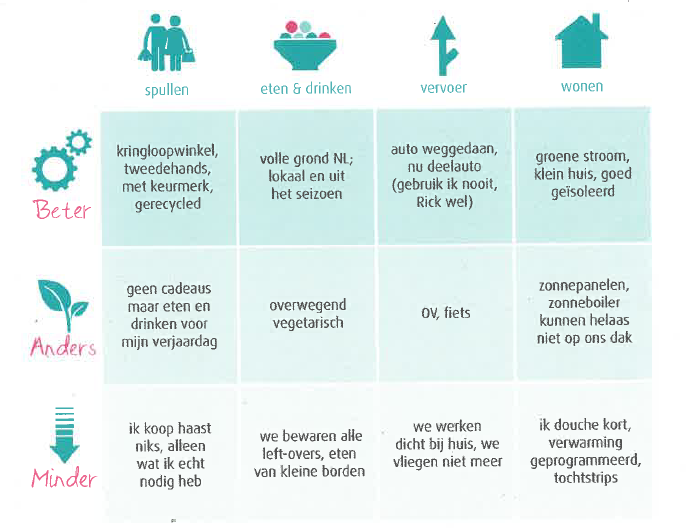 spullen
eten & drinken
vervoer
wonen
Beter
kringloopwinkel,
tweedehands,
met keurmerk,
gerecycled
volle grond NL;
lokaal en uit
het seizoen
auto weggedaan,
nu deelauto
(gebruik ik nooit,
Rick wel)
groene stroom,
klein huis, goed
geïsoleerd
Anders
geen cadeaus
maar eten en
drinken voor
mijn verjaardag
overwegend
vegetarisch
OV, fiets
zonnepanelen,
zonneboiler
kunnen helaas
niet op ons dak
Minder
ik koop haast
niks, alleen
wat ik echt
nodig heb
we bewaren alle
left-overs, eten
van kleine borden
we werken
dicht bij huis, we
vliegen niet meer
ik douche kort,
verwarming
geprogrammeerd,
tochtstrips